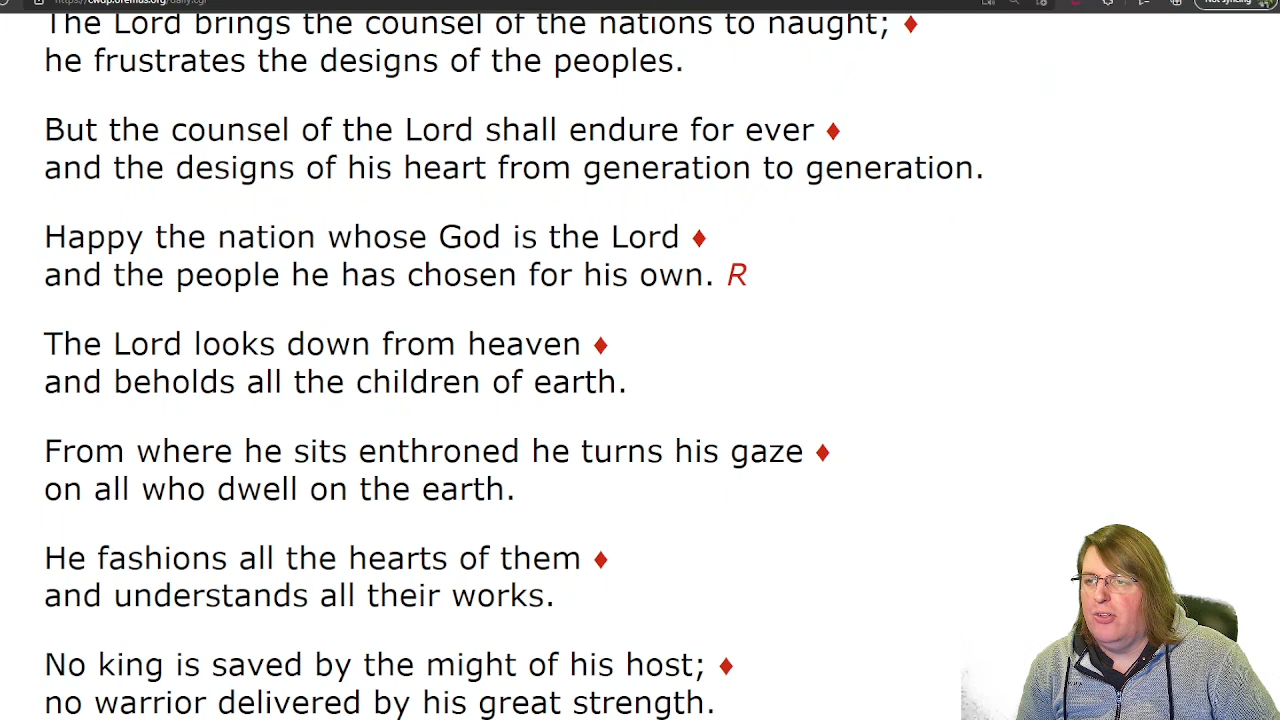 The Lord brings the counsel of the nations to naught; ♦
he frustrates the designs of the peoples.
But the counsel of the Lord shall endure for ever ♦
and the designs of his heart from generation to generation.
Happy the nation whose God is the Lord ♦
and the people he has chosen for his own. R
The Lord looks down from heaven ♦
and beholds all the children of earth.
From where he sits enthroned he turns his gaze ♦
on all who dwell on the earth.
He fashions all the hearts of them ♦
and understands all their works.
No king is saved by the might of his host; ♦
no warrior delivered by his great strength.